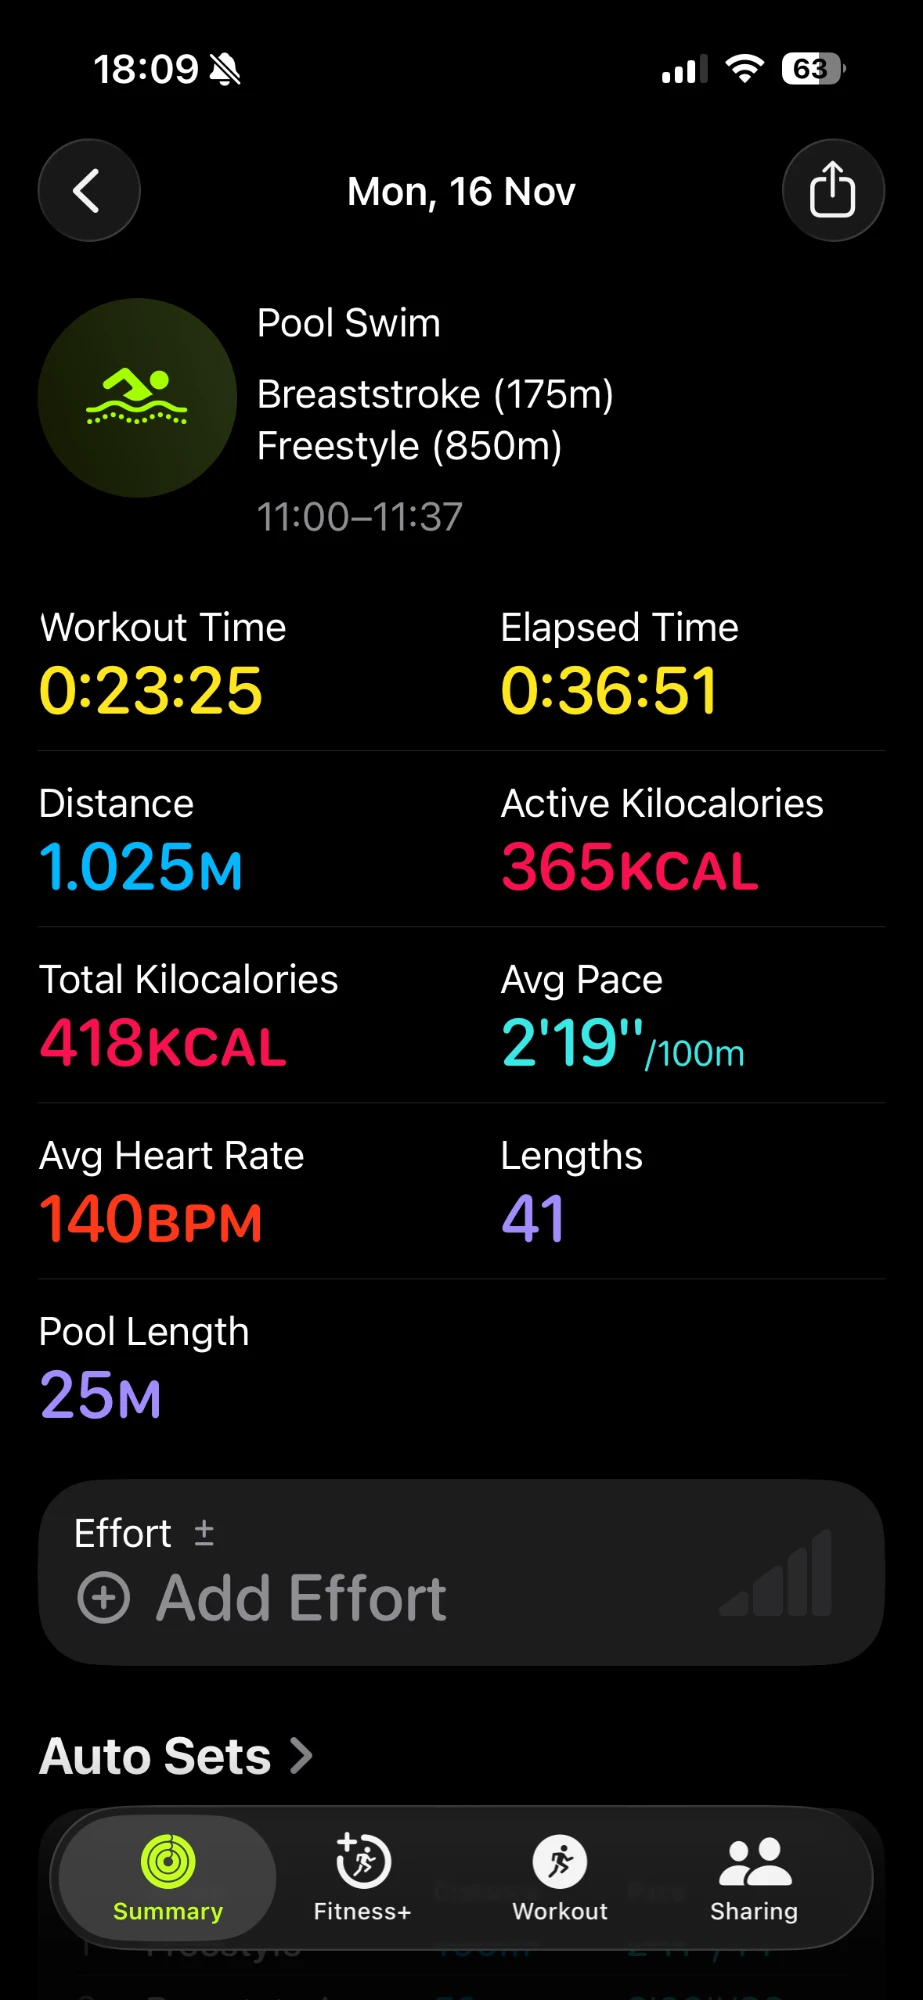 18:09
63
Mon, 16 Nov
Pool Swim
Breaststroke (175m)
Freestyle (850m)
11:00–11:37
Workout Time
0:23:25
Elapsed Time
0:36:51
Distance
1.025M
Active Kilocalories
365KCAL
Total Kilocalories
418KCAL
Avg Pace
2'19''/100m
Avg Heart Rate
140BPM
Lengths
41
Pool Length
25M
Effort ±
Add Effort
Auto Sets
Summary
Fitness+
Workout
Sharing